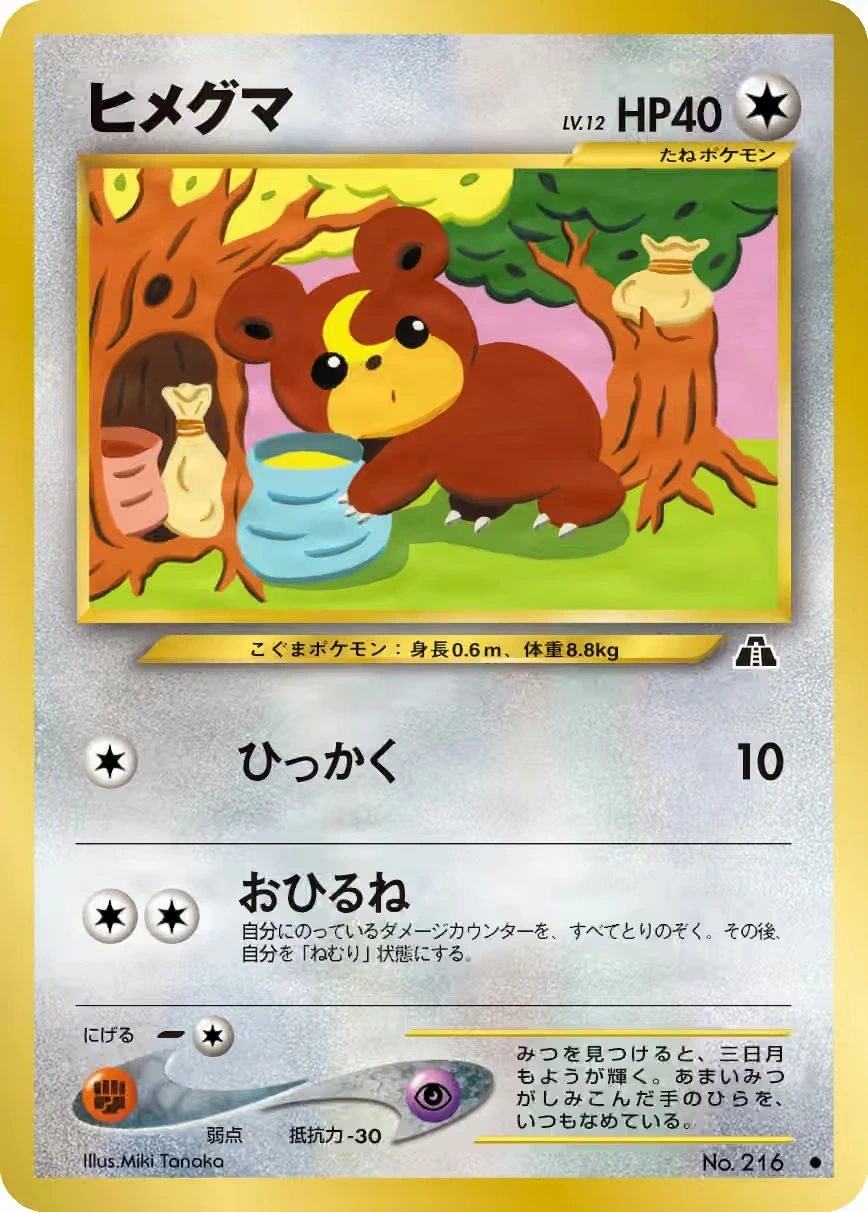 ヒメグマ
LV.12 HP40
たねポケモン
こぐまポケモン：身長0.6m、体重8.8kg
ひっかく 10
おひるね
自分にのっているダメージカウンターを、すべてとりのぞく。その後、
自分を「ねむり」状態にする。
にげる
弱点 抵抗力-30
みつを見つけると、三日月
もようが輝く。あまいみつ
がしみこんだ手のひらを、
いつもなめている。
Illus.Miki Tanaka
No. 216 ●